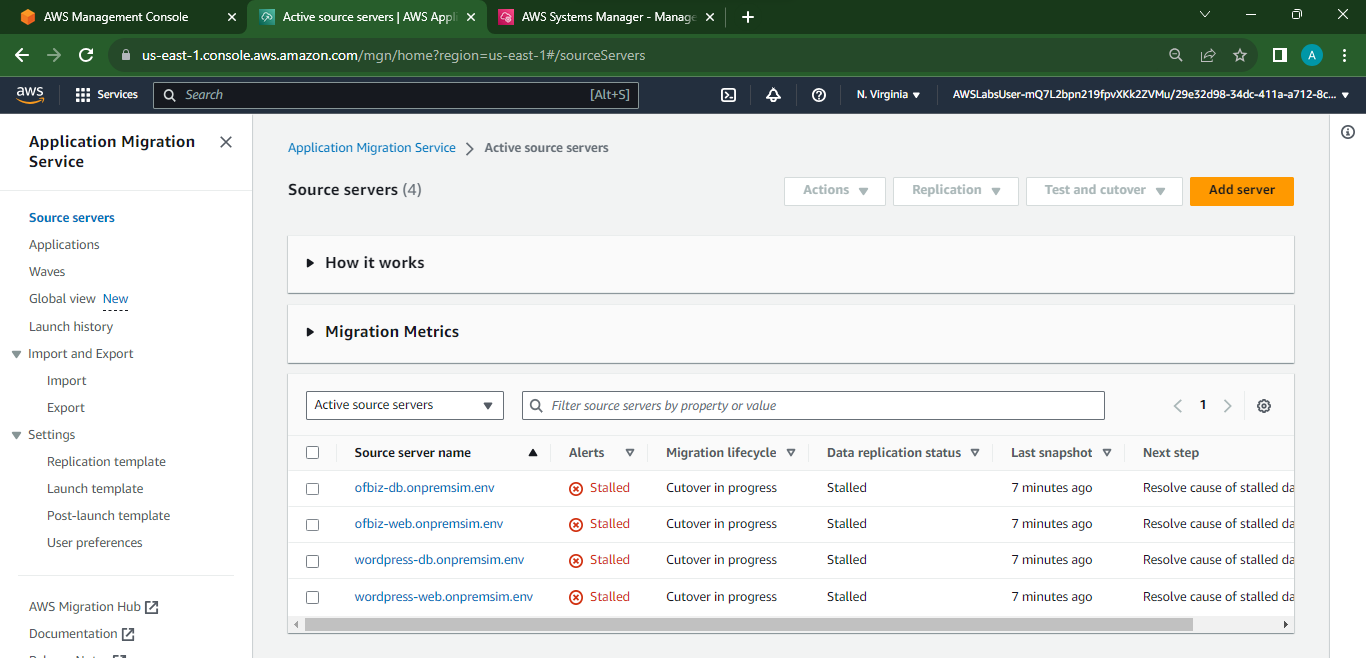 AWS Management Console
Active source servers | AWS Appli
AWS Systems Manager - Manage
us-east-1.console.aws.amazon.com/mgn/home?region=us-east-1#/sourceServers
A
aws
Services
Search
[Alt+S]
N. Virginia
AWSLabsUser-mQ7L2bpn219fpvXKk2ZVMu/29e32d98-34dc-411a-a712-8c...
Application Migration
Service
Source servers
Applications
Waves
Global view New
Launch history
Import and Export
Import
Export
Settings
Replication template
Launch template
Post-launch template
User preferences
AWS Migration Hub
Documentation
Application Migration Service > Active source servers
Source servers (4)
Actions
Replication
Test and cutover
Add server
How it works
Migration Metrics
Active source servers
Filter source servers by property or value
1
Source server name Alerts Migration lifecycle Data replication status Last snapshot Next step
ofbiz-db.onpremsim.env Stalled Cutover in progress Stalled 7 minutes ago Resolve cause of stalled da
ofbiz-web.onpremsim.env Stalled Cutover in progress Stalled 7 minutes ago Resolve cause of stalled da
wordpress-db.onpremsim.env Stalled Cutover in progress Stalled 7 minutes ago Resolve cause of stalled da
wordpress-web.onpremsim.env Stalled Cutover in progress Stalled 7 minutes ago Resolve cause of stalled da